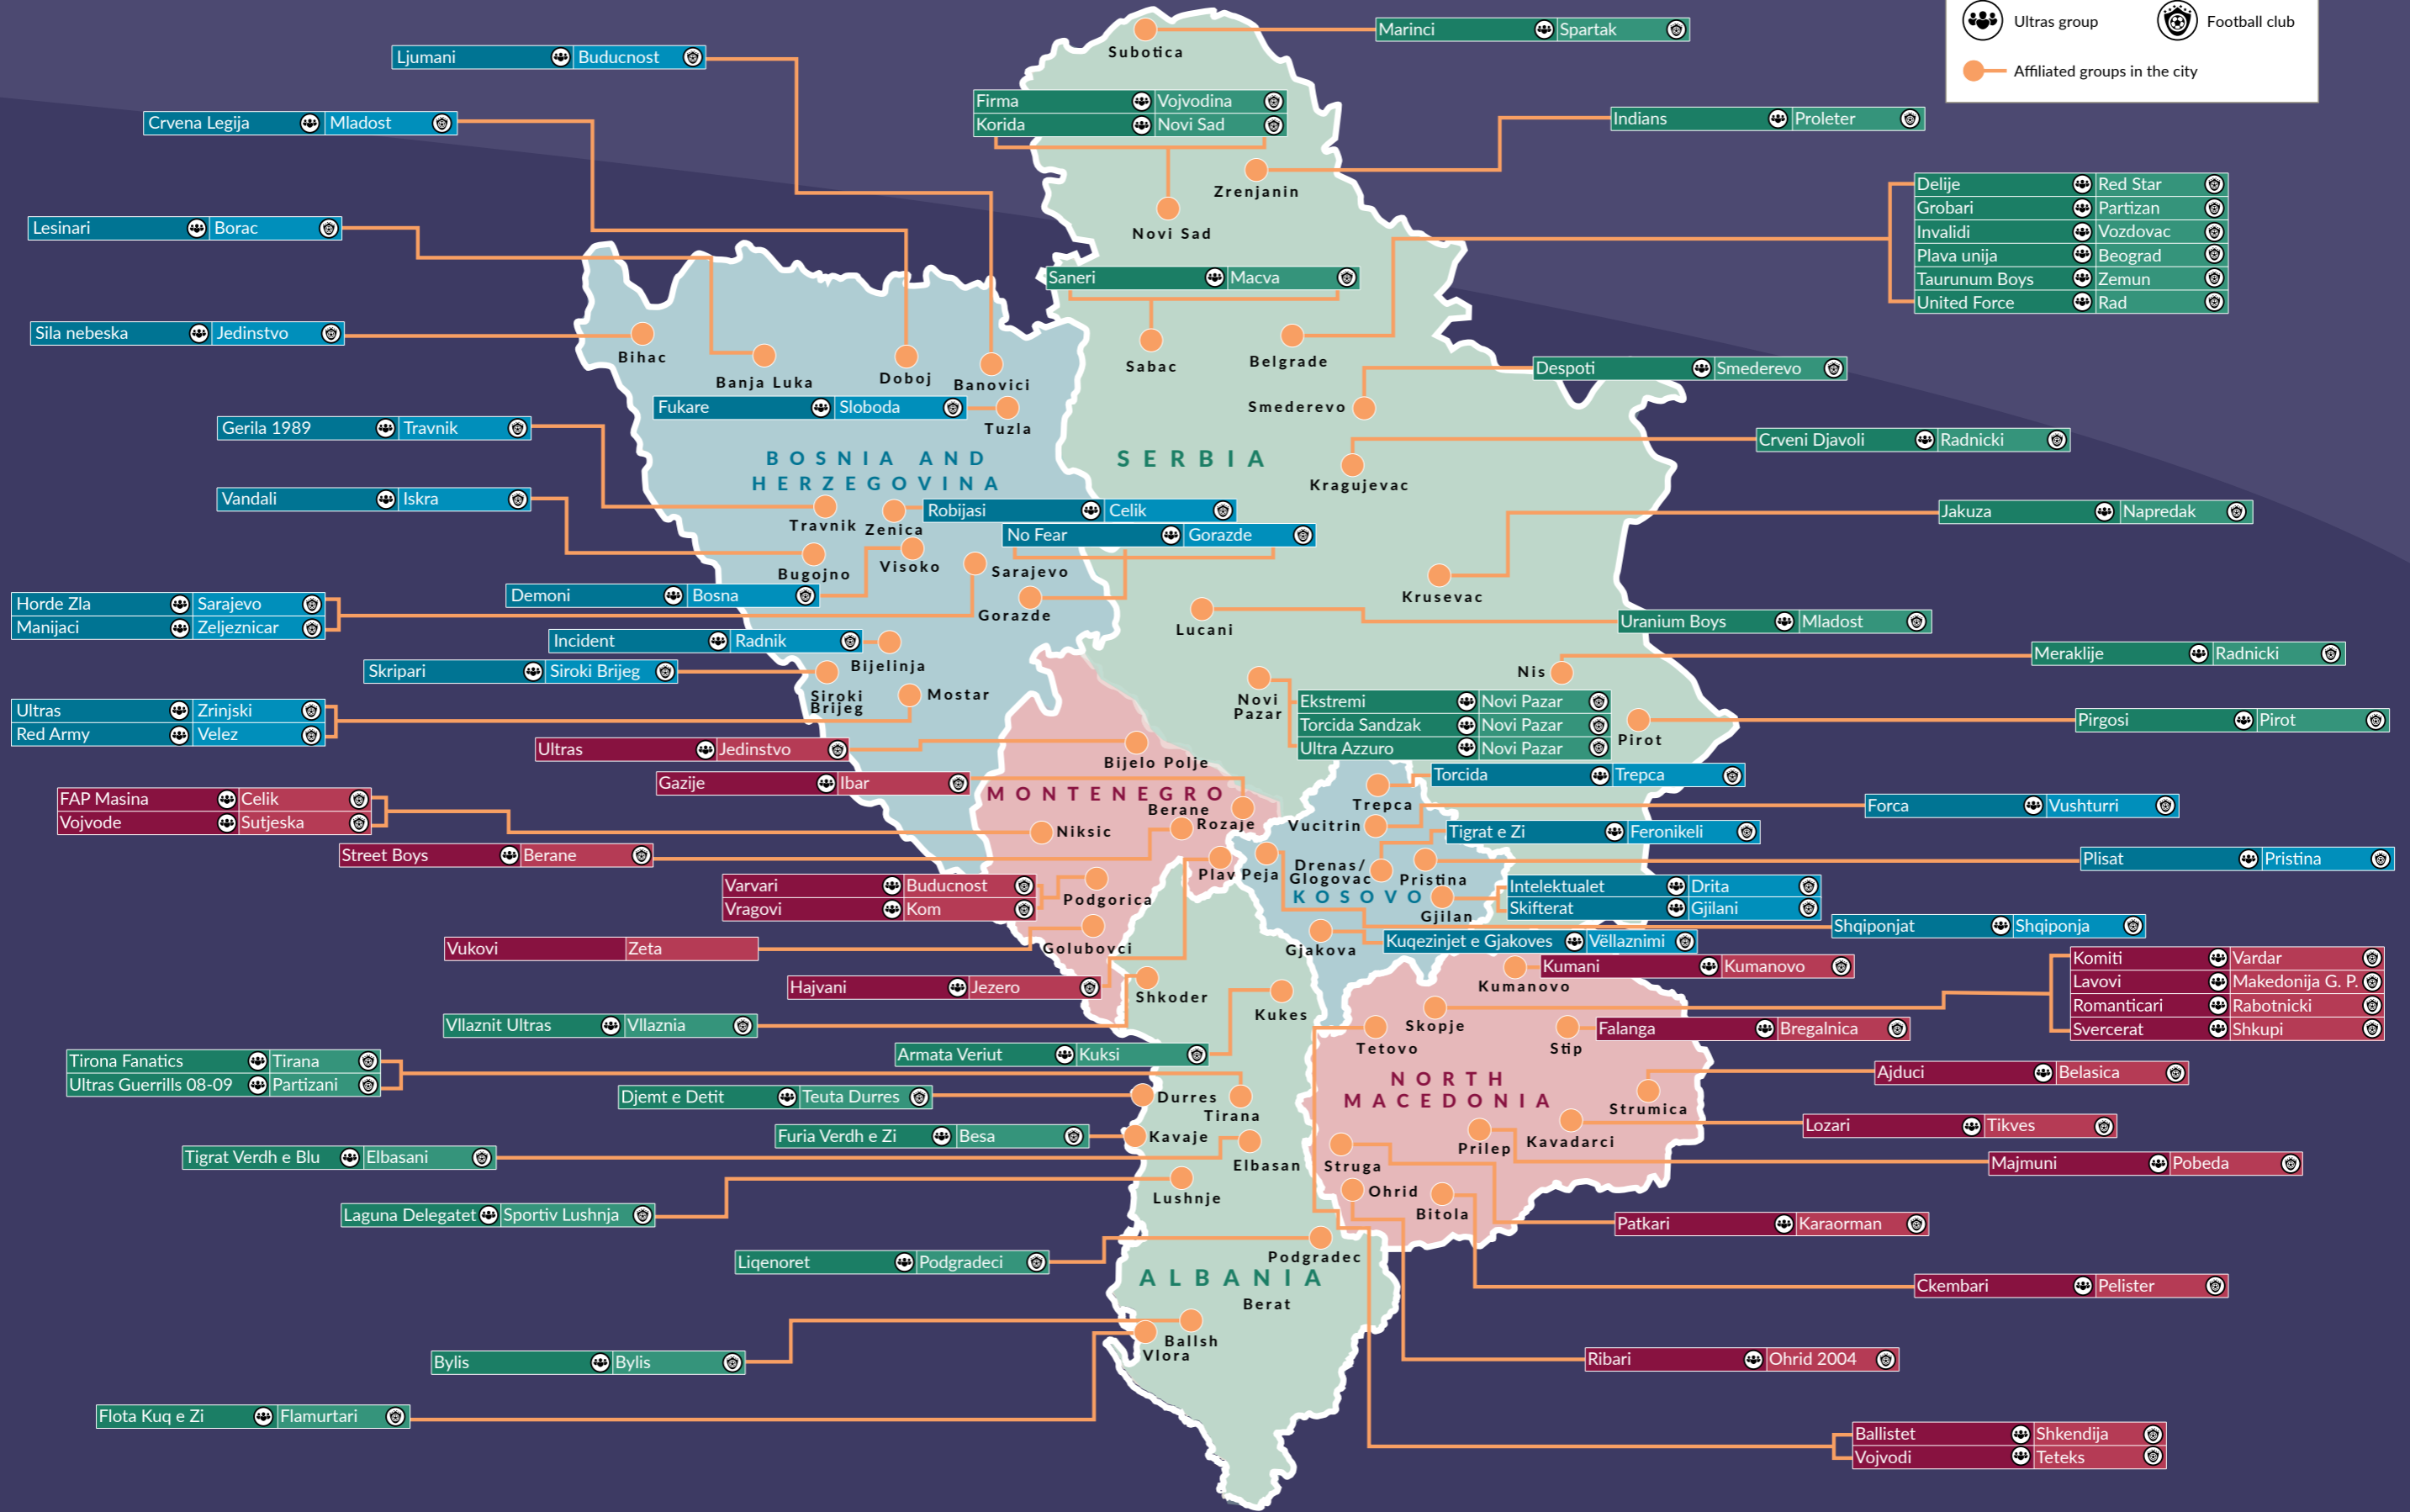 Ultras group
Football club
Affiliated groups in the city
Marinci Spartak
Subotica
Ljumani Buducnost
Firma Vojvodina
Korida Novi Sad
Crvena Legija Mladost
Indians Proleter
Zrenjanin
Delije Red Star
Grobari Partizan
Invalidi Vozdovac
Plava unija Beograd
Taurunum Boys Zemun
United Force Rad
Lesinari Borac
Novi Sad
Saneri Macva
Sila nebeska Jedinstvo
Bihac
Banja Luka
Doboj
Banovici
Sabac
Belgrade
Despoti Smederevo
Fukare Sloboda
Tuzla
Smederevo
Gerila 1989 Travnik
Crveni Djavoli Radnicki
BOSNIA AND
HERZEGOVINA
SERBIA
Kragujevac
Vandali Iskra
Travnik
Zenica
Robijasi Celik
Jakuza Napredak
No Fear Gorazde
Bugojno
Visoko
Sarajevo
Demoni Bosna
Krusevac
Horde Zla Sarajevo
Manijaci Zeljeznicar
Gorazde
Lucani
Uranium Boys Mladost
Incident Radnik
Bijelinja
Meraklije Radnicki
Skripari Siroki Brijeg
Nis
Siroki
Brijeg
Mostar
Novi
Pazar
Ekstremi Novi Pazar
Torcida Sandzak Novi Pazar
Ultra Azzuro Novi Pazar
Ultras Zrinjski
Red Army Velez
Pirgosi Pirot
Pirot
Ultras Jedinstvo
Bijelo Polje
Gazije Ibar
Torcida Trepca
MONTENEGRO
Trepca
FAP Masina Celik
Vojvode Sutjeska
Berane
Rozaje
Niksic
Vucitrin
Forca Vushturri
Tigrat e Zi Feronikeli
Street Boys Berane
Plav
Peja
Drenas/
Glogovac
Pristina
Plisat Pristina
Varvari Buducnost
Vragovi Kom
Podgorica
KOSOVO
Gjilan
Intelektualet Drita
Skifterat Gjilani
Shqiponjat Shqiponja
Vukovi Zeta
Golubovci
Gjakova
Kuqezinjet e Gjakoves Vëllaznimi
Kumani Kumanovo
Kumanovo
Komiti Vardar
Lavovi Makedonija G. P.
Romanticari Rabotnicki
Svercerat Shkupi
Hajvani Jezero
Shkoder
Kukes
Vllaznit Ultras Vllaznia
Skopje
Tetovo
Stip
Falanga Bregalnica
Armata Veriut Kuksi
Tirona Fanatics Tirana
Ultras Guerrills 08-09 Partizani
Ajduci Belasica
NORTH
MACEDONIA
Djemt e Detit Teuta Durres
Durres
Tirana
Strumica
Furia Verdh e Zi Besa
Kavaje
Lozari Tikves
Kavadarci
Prilep
Tigrat Verdh e Blu Elbasani
Elbasan
Struga
Majmuni Pobeda
Lushnje
Ohrid
Bitola
Laguna Delegatet Sportiv Lushnja
Patkari Karaorman
Liqenoret Podgradeci
Podgradec
ALBANIA
Ckembari Pelister
Berat
Ballsh
Vlora
Bylis Bylis
Ribari Ohrid 2004
Flota Kuq e Zi Flamurtari
Ballistet Shkendija
Vojvodi Teteks